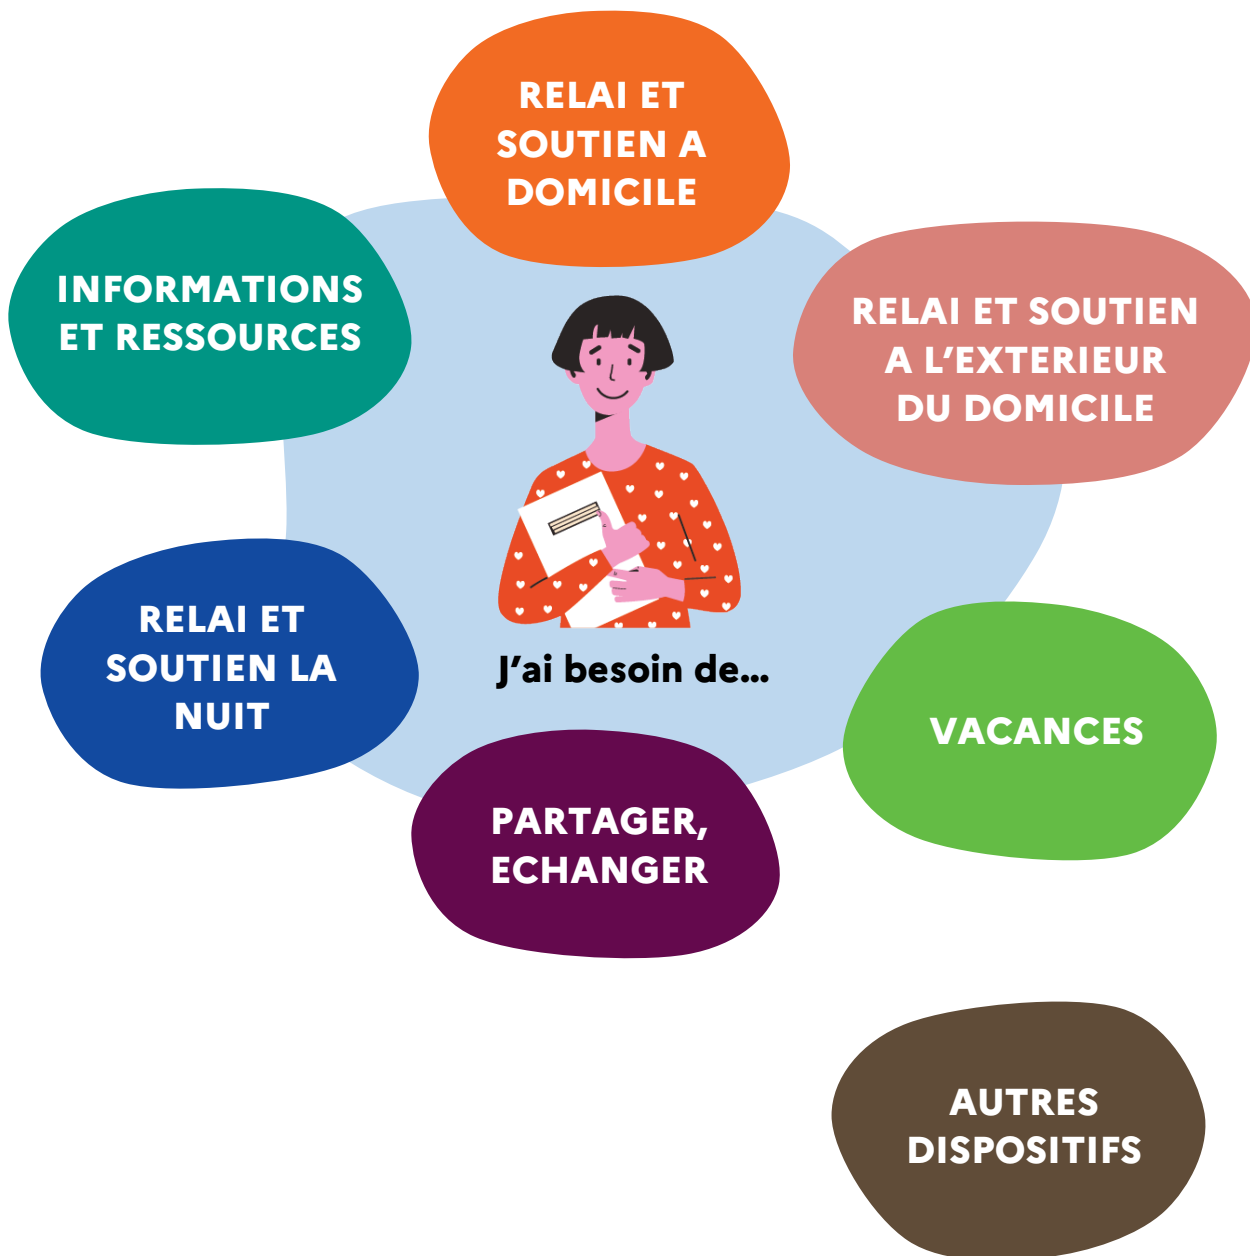 RELAI ET
SOUTIEN A
DOMICILE
INFORMATIONS
ET RESSOURCES
RELAI ET SOUTIEN
A L'EXTERIEUR
DU DOMICILE
RELAI ET
SOUTIEN LA
NUIT
J'ai besoin de...
VACANCES
PARTAGER,
ECHANGER
AUTRES
DISPOSITIFS